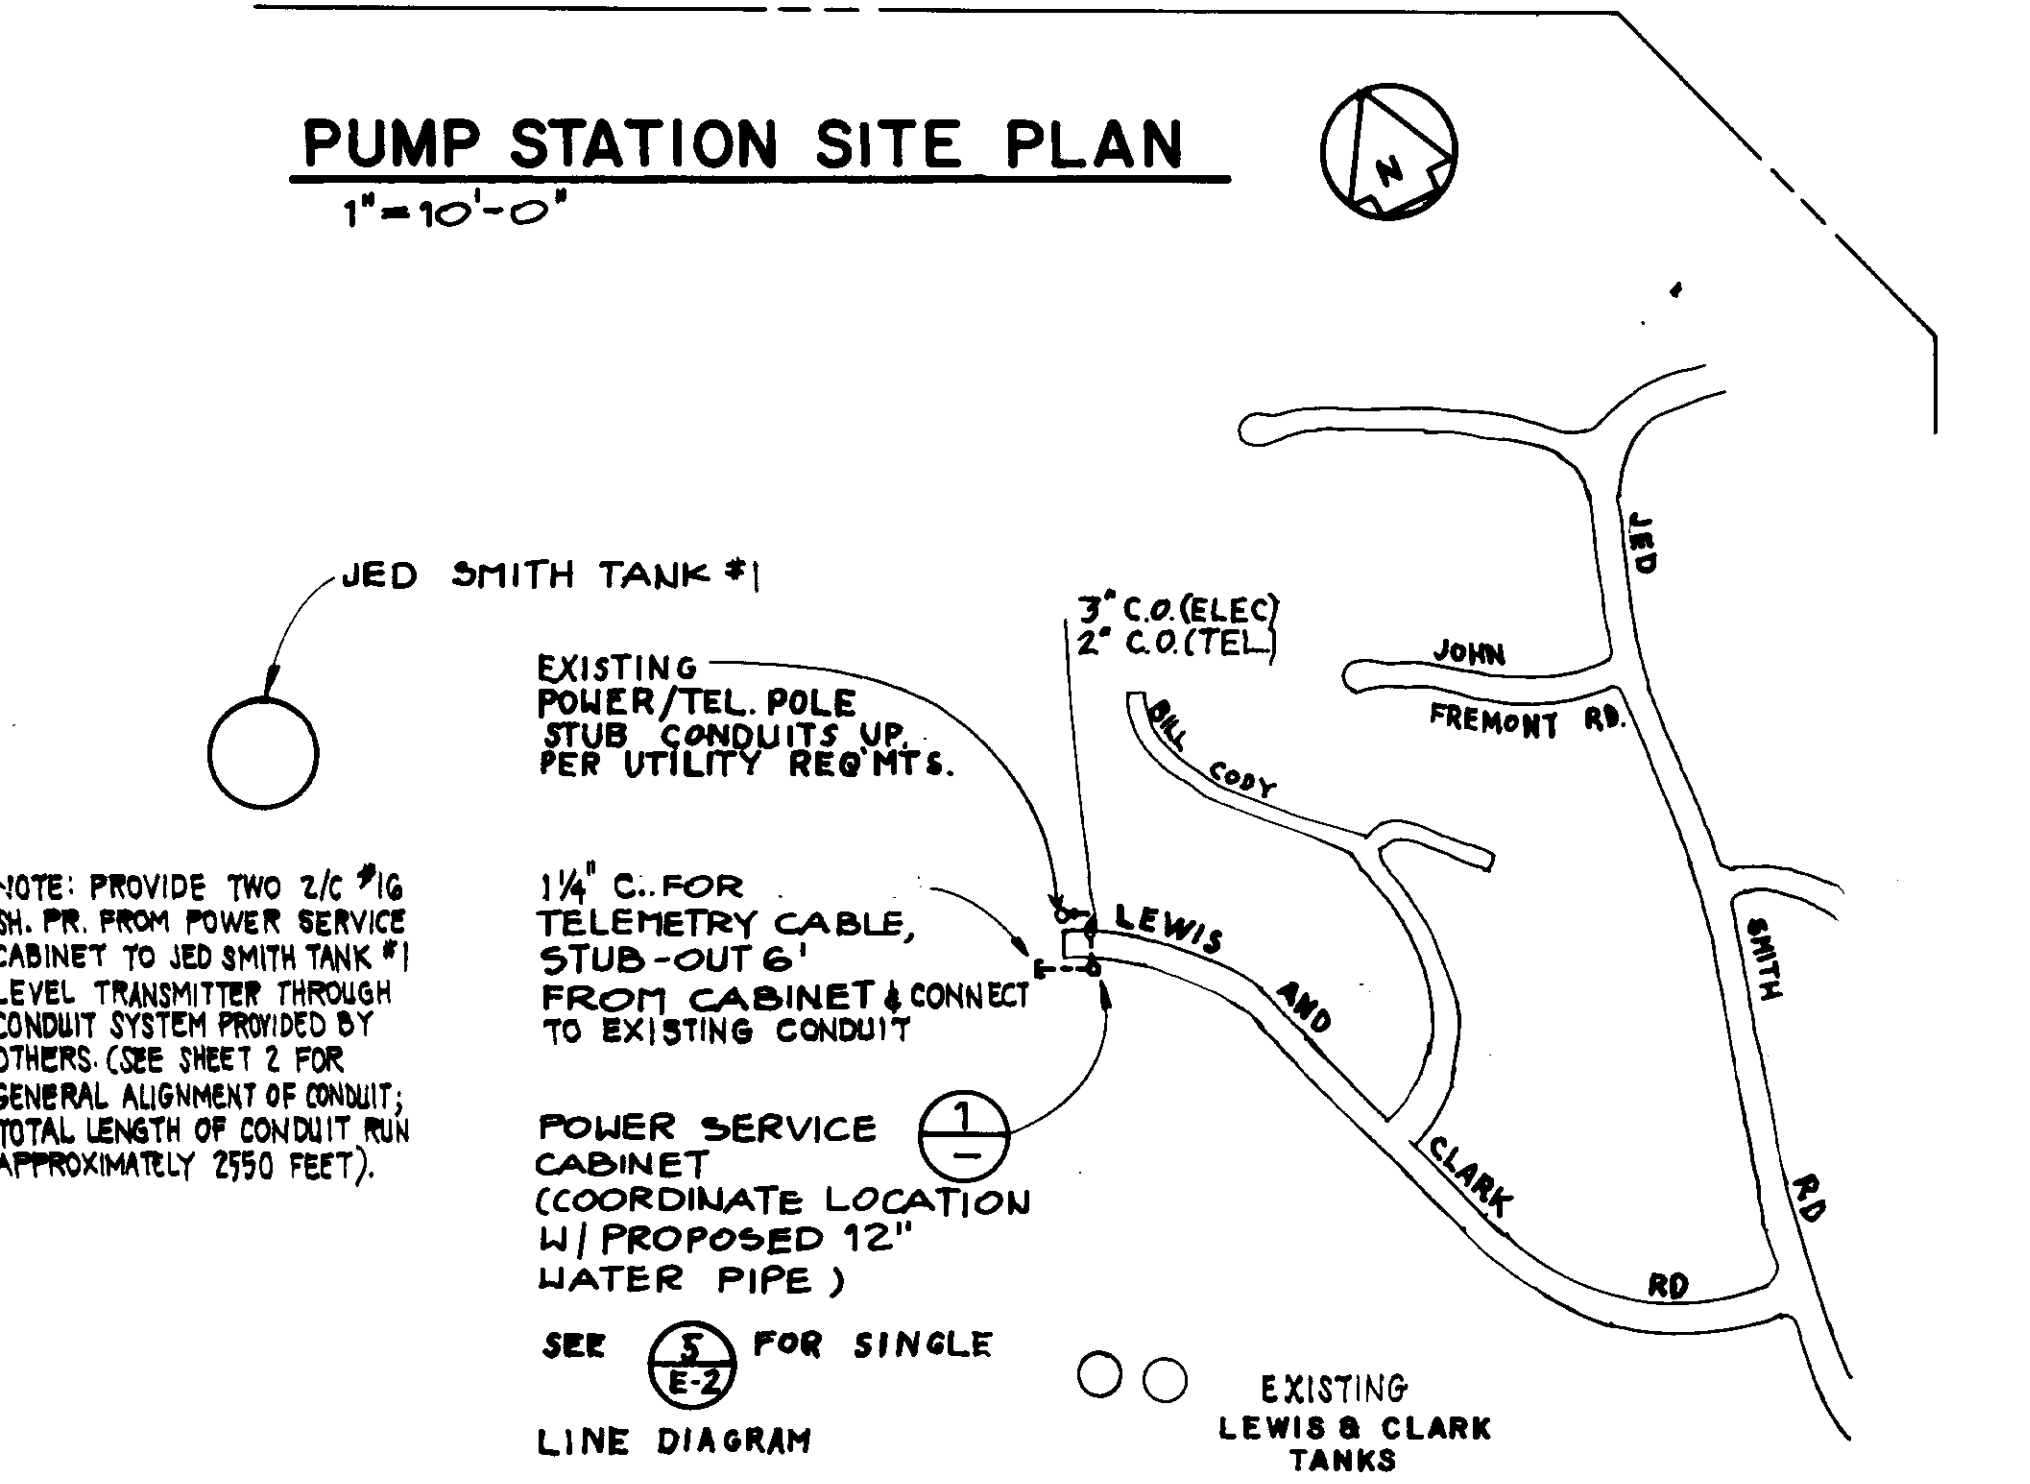 PUMP STATION SITE PLAN
1"=10'-0"
N
JED SMITH TANK #1
3" C.O.(ELEC)
2" C.O.(TEL)
EXISTING
POWER/TEL. POLE
STUB CONDUITS UP
PER UTILITY REQ'MTS.
JED
JOHN
FREMONT RD.
BILL
CODY
NOTE: PROVIDE TWO 2/C #16
SH. PR. FROM POWER SERVICE
CABINET TO JED SMITH TANK #1
LEVEL TRANSMITTER THROUGH
CONDUIT SYSTEM PROVIDED BY
OTHERS. (SEE SHEET 2 FOR
GENERAL ALIGNMENT OF CONDUIT;
TOTAL LENGTH OF CONDUIT RUN
APPROXIMATELY 2550 FEET).
1¼" C. FOR
TELEMETRY CABLE,
STUB-OUT 6'
FROM CABINET & CONNECT
TO EXISTING CONDUIT
LEWIS
AND
CLARK
RD
SMITH
RD
POWER SERVICE
CABINET
(COORDINATE LOCATION
W/ PROPOSED 12"
WATER PIPE)
1
—
SEE 5 FOR SINGLE
E-2
LINE DIAGRAM
EXISTING
LEWIS & CLARK
TANKS